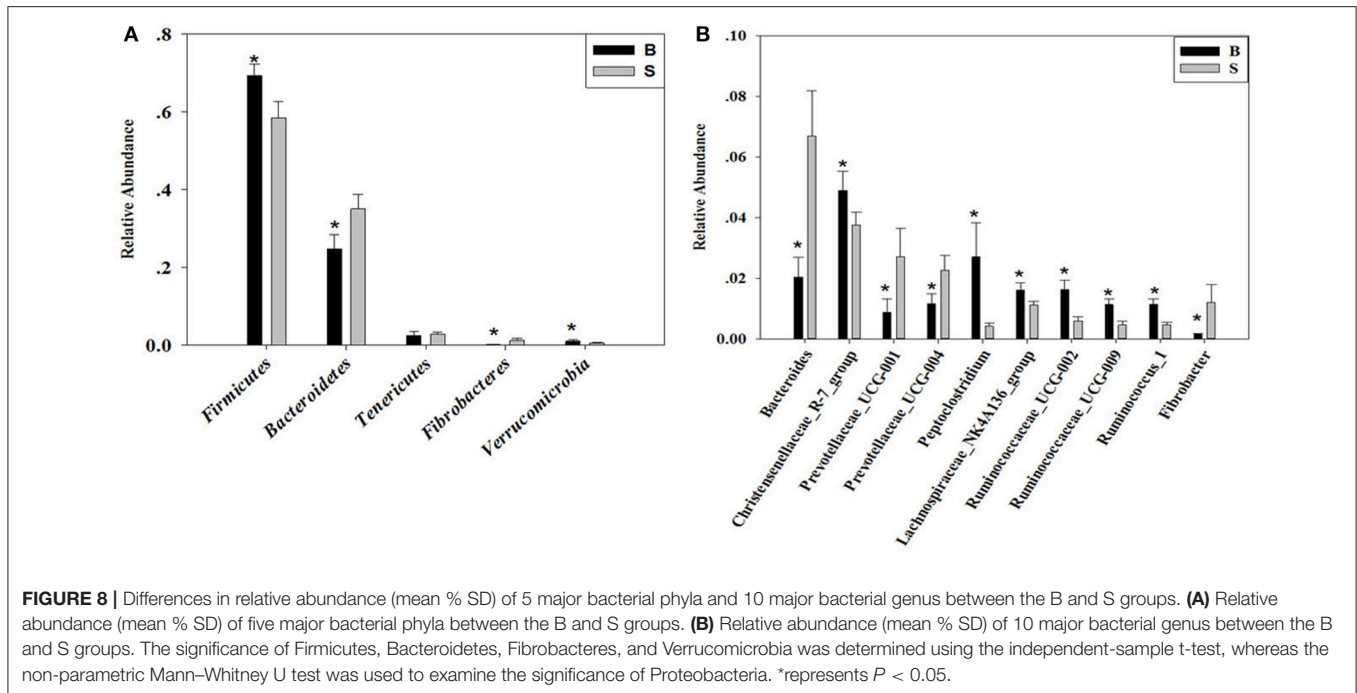 A
B
S
Relative Abundance
.8
.6
.4
.2
0.0
*
*
*
*
Firmicutes
Bacteroidetes
Tenericutes
Fibrobacteres
Verrucomicrobia
B
B
S
Relative Abundance
.10
.08
.06
.04
.02
0.00
*
*
*
*
*
*
*
*
*
*
Bacteroides
Christensenellaceae_R-7_group
Prevotellaceae_UCG-001
Prevotellaceae_UCG-004
Peptoclostridium
Lachnospiraceae_NK4A136_group
Ruminococcaceae_UCG-002
Ruminococcaceae_UCG-009
Ruminococcus_1
Fibrobacter
FIGURE 8 | Differences in relative abundance (mean % SD) of 5 major bacterial phyla and 10 major bacterial genus between the B and S groups. (A) Relative
abundance (mean % SD) of five major bacterial phyla between the B and S groups. (B) Relative abundance (mean % SD) of 10 major bacterial genus between the B
and S groups. The significance of Firmicutes, Bacteroidetes, Fibrobacteres, and Verrucomicrobia was determined using the independent-sample t-test, whereas the
non-parametric Mann–Whitney U test was used to examine the significance of Proteobacteria. *represents P < 0.05.